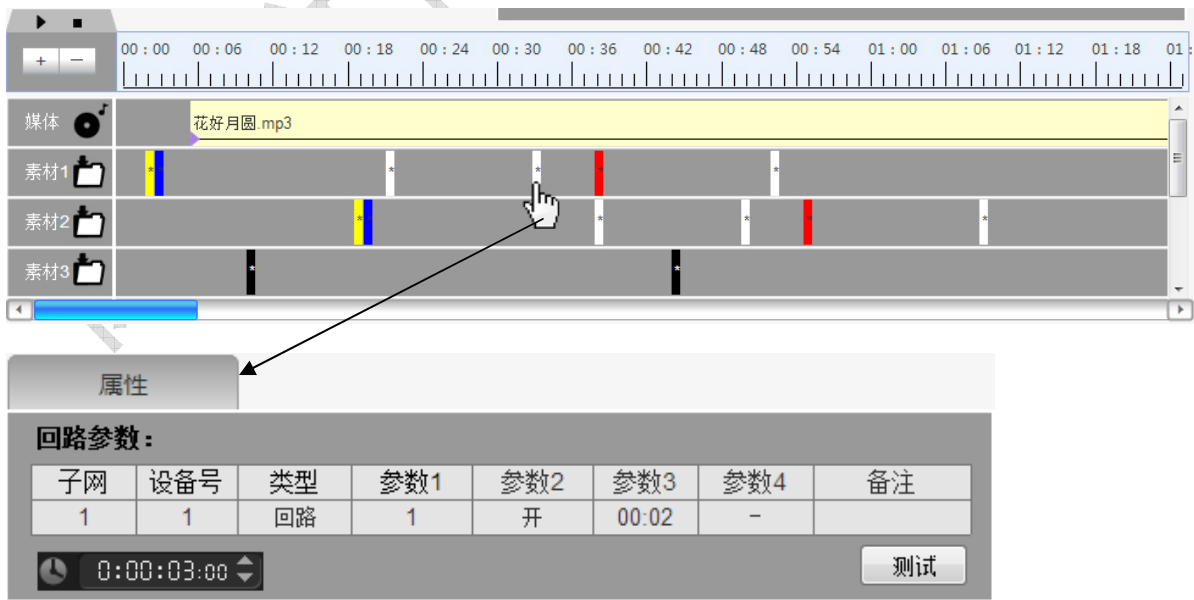 00:00 00:06 00:12 00:18 00:24 00:30 00:36 00:42 00:48 00:54 01:00 01:06 01:12 01:18 01:
+ −
媒体 花好月圆.mp3
素材1 * * * * *
素材2 * * * * *
素材3 * *
属性
回路参数：
子网 设备号 类型 参数1 参数2 参数3 参数4 备注
1 1 回路 1 开 00:02 −
0:00:03:00 测试